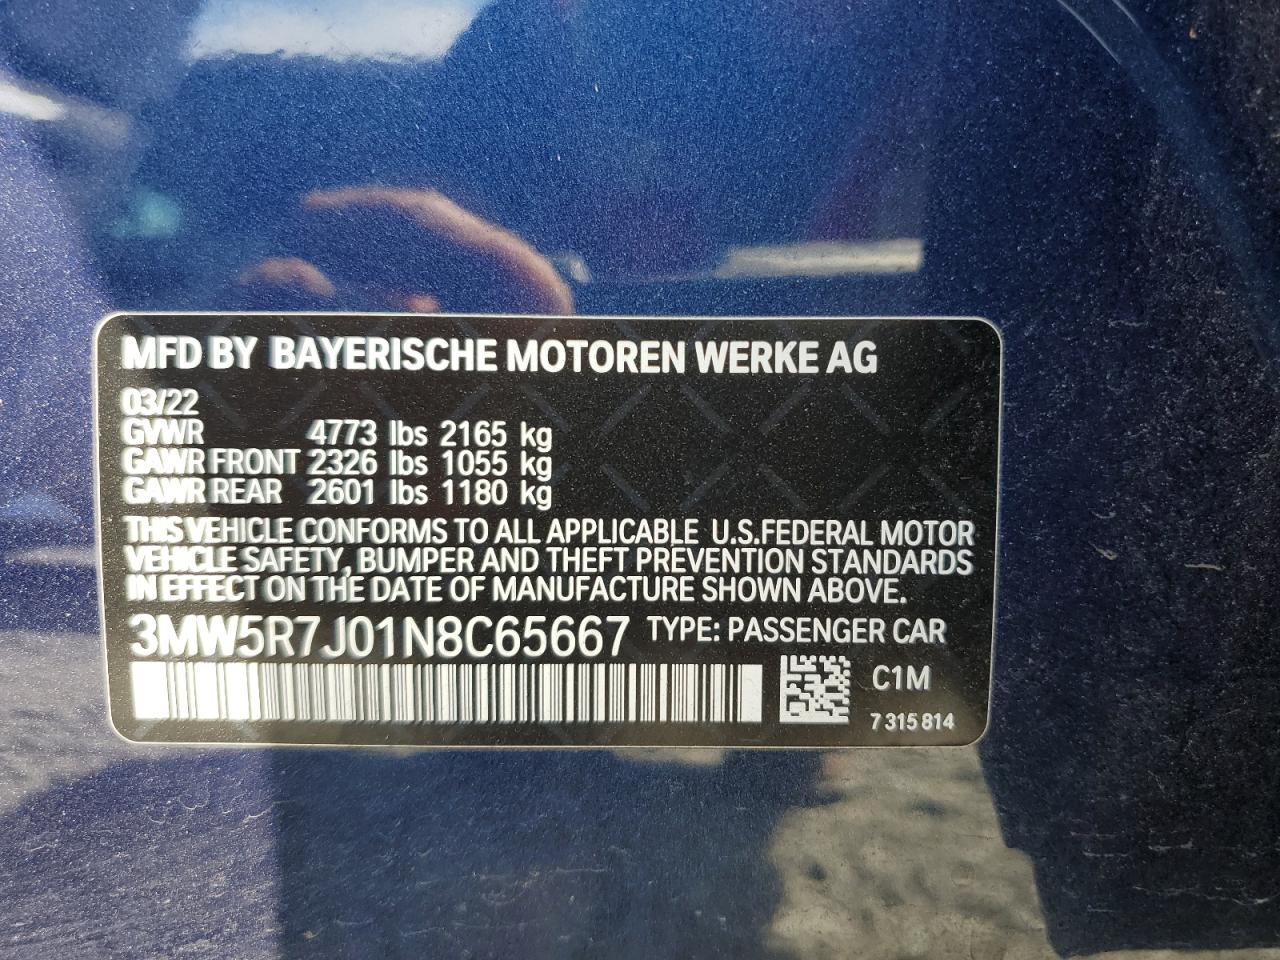 MFD BY BAYERISCHE MOTOREN WERKE AG
03/22
GVWR 4773 lbs 2165 kg
GAWR FRONT 2326 lbs 1055 kg
GAWR REAR 2601 lbs 1180 kg
THIS VEHICLE CONFORMS TO ALL APPLICABLE U.S.FEDERAL MOTOR
VEHICLE SAFETY, BUMPER AND THEFT PREVENTION STANDARDS
IN EFFECT ON THE DATE OF MANUFACTURE SHOWN ABOVE.
3MW5R7J01N8C65667 TYPE: PASSENGER CAR
C1M
7 315 814